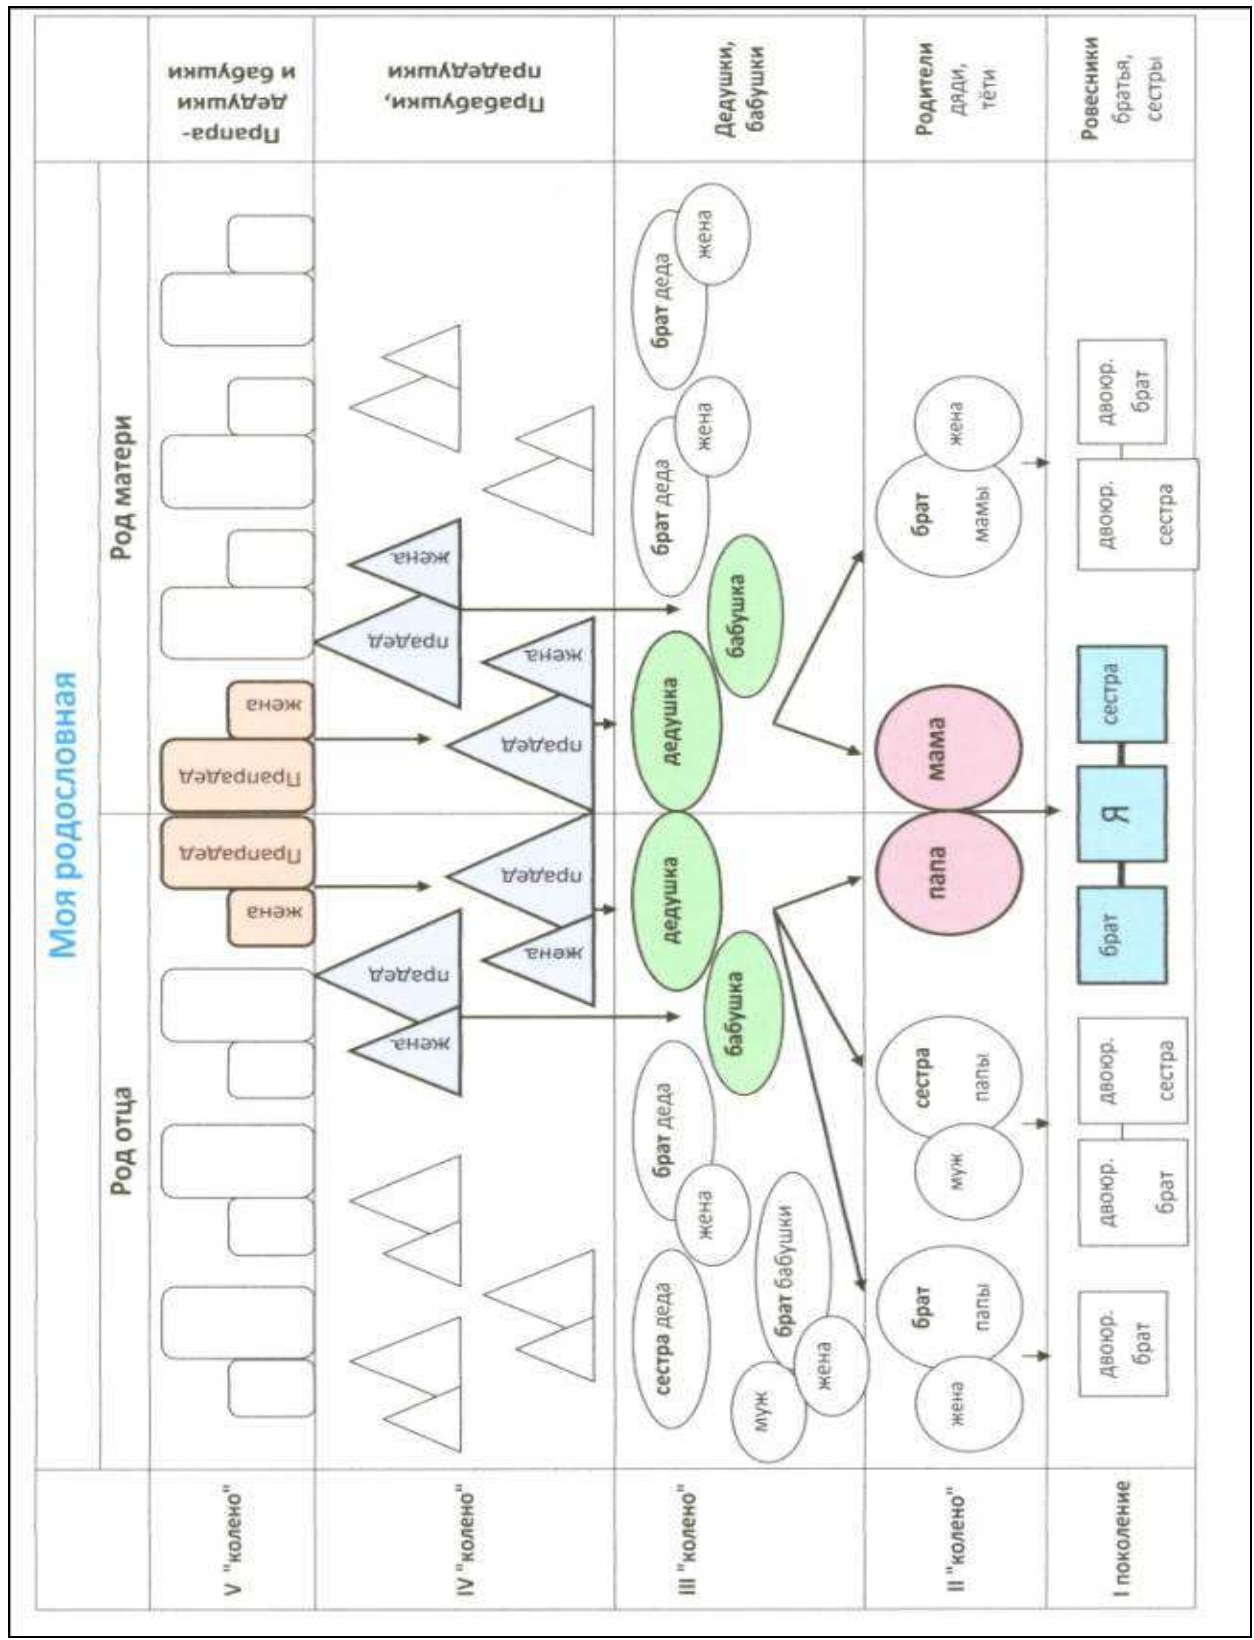 Моя родословная
Род отца
Род матери
V "колено"
жена
Прапрадед
Прапрадед
жена
Прапра-
дедушки
и бабушки
IV "колено"
жена
прадед
прадед
жена
жена
прадед
прадед
жена
Прабабушки,
прадедушки
III "колено"
сестра деда
муж
брат бабушки
жена
брат деда
жена
бабушка
дедушка
дедушка
бабушка
брат деда
жена
брат деда
жена
Дедушки,
бабушки
II "колено"
жена
брат
папы
муж
сестра
папы
папа
мама
брат
мамы
жена
Родители
дяди,
тёти
I поколение
двоюр.
брат
двоюр.
брат
двоюр.
сестра
брат
Я
сестра
двоюр.
сестра
двоюр.
брат
Ровесники
братья,
сестры